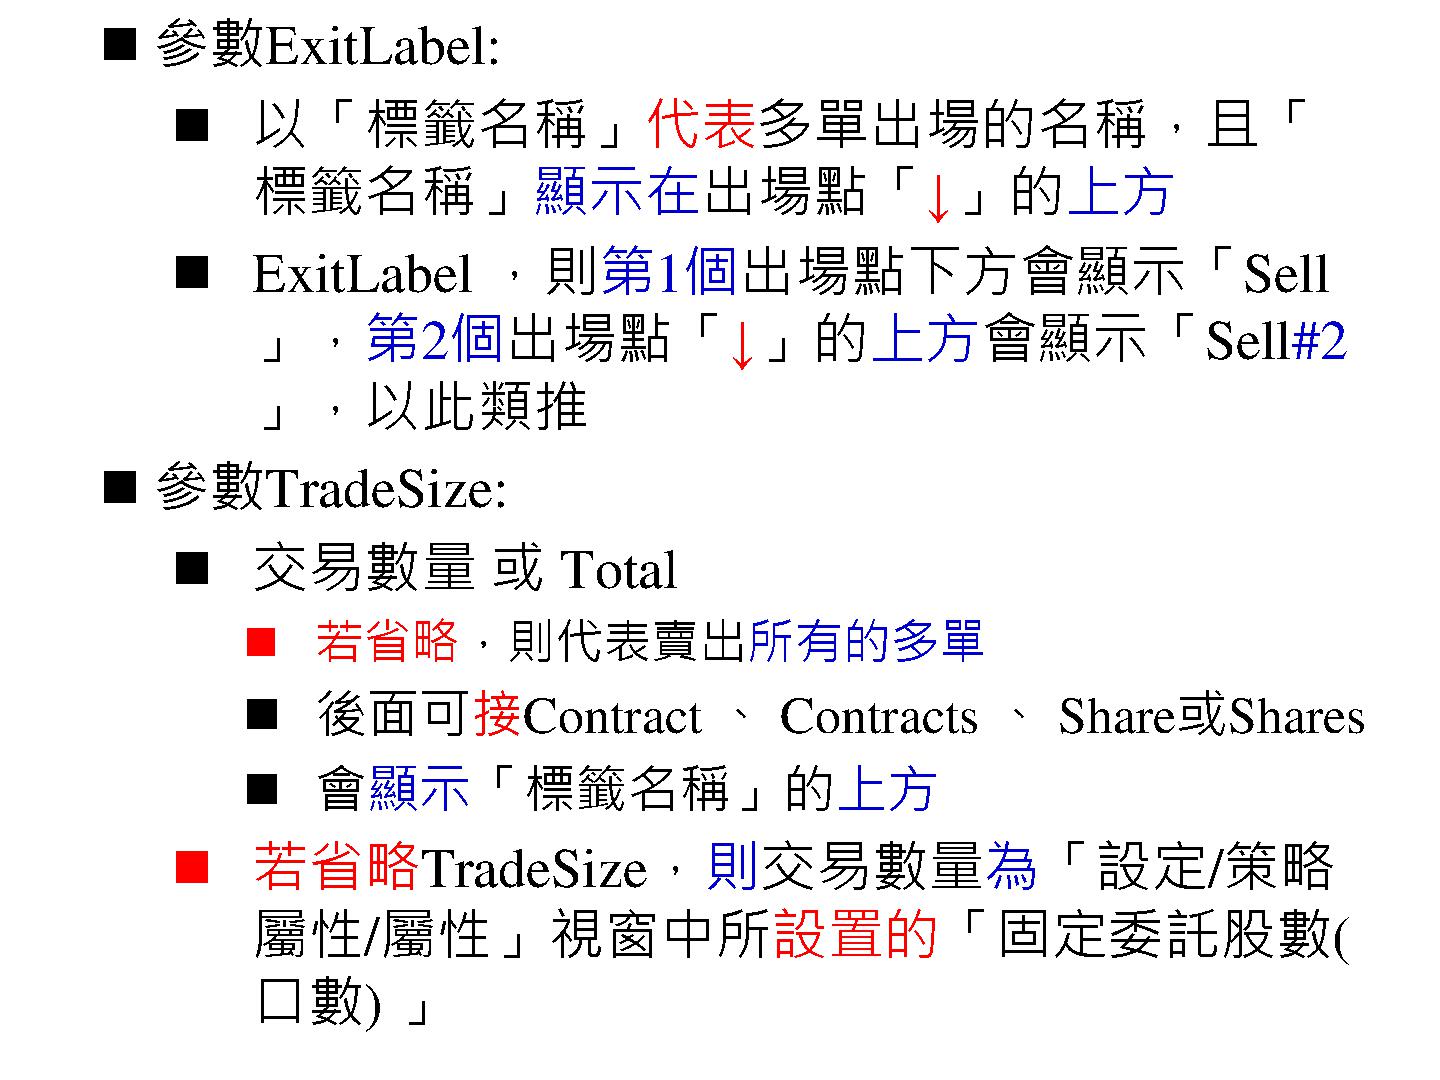 ■ 參數ExitLabel:
■ 以「標籤名稱」代表多單出場的名稱，且「
標籤名稱」顯示在出場點「↓」的上方
■ ExitLabel ，則第1個出場點下方會顯示「Sell
」，第2個出場點「↓」的上方會顯示「Sell#2
」，以此類推
■ 參數TradeSize:
■ 交易數量 或 Total
■ 若省略，則代表賣出所有的多單
■ 後面可接Contract 、 Contracts 、 Share或Shares
■ 會顯示「標籤名稱」的上方
■ 若省略TradeSize，則交易數量為「設定/策略
屬性/屬性」視窗中所設置的「固定委託股數(
口數) 」